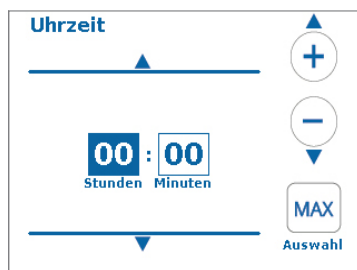 Uhrzeit
+
00 : 00
Stunden Minuten
−
MAX
Auswahl